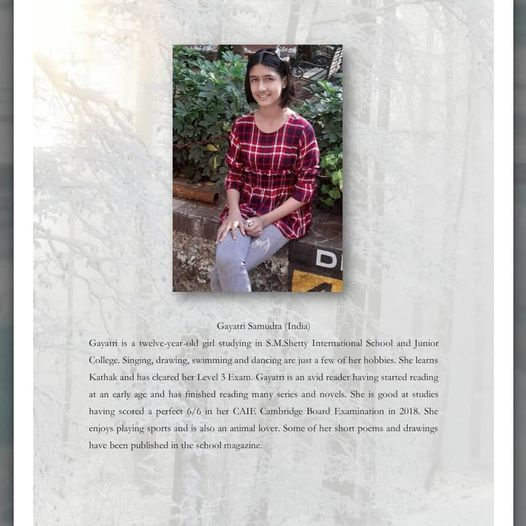 D
Gayatri Samudra (India)
Gayatri is a twelve-year-old girl studying in S.M.Shetty International School and Junior
College. Singing, drawing, swimming and dancing are just a few of her hobbies. She learns
Kathak and has cleared her Level 3 Exam. Gayatri is an avid reader having started reading
at an early age and has finished reading many series and novels. She is good at studies
having scored a perfect 6/6 in her CAIE Cambridge Board Examination in 2018. She
enjoys playing sports and is also an animal lover. Some of her short poems and drawings
have been published in the school magazine.